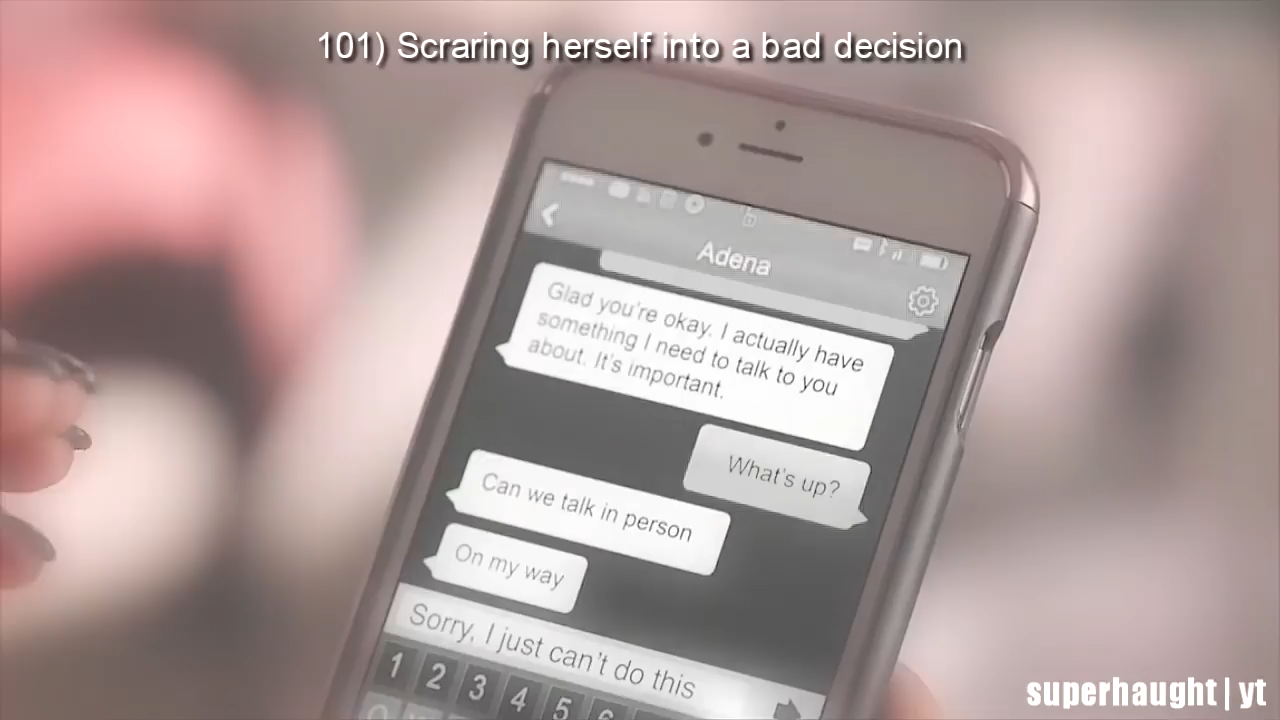 101) Scraring herself into a bad decision
Adena
Glad you're okay. I actually have
something I need to talk to you
about. It's important.
What's up?
Can we talk in person
On my way
Sorry, I just can't do this
1 2 3 4 5 6
superhaught | yt